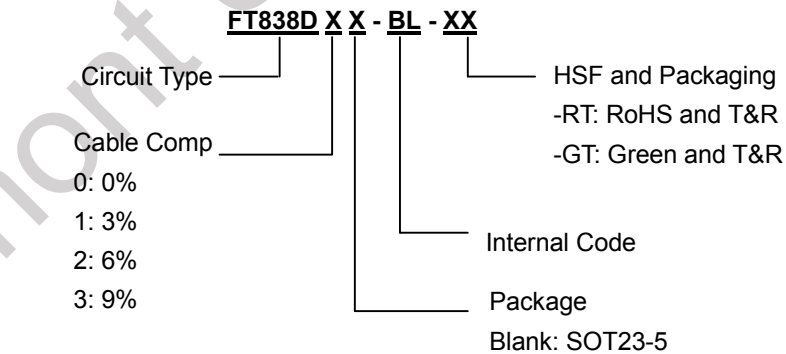 FT838D X X - BL - XX
Circuit Type
Cable Comp
0: 0%
1: 3%
2: 6%
3: 9%
HSF and Packaging
-RT: RoHS and T&R
-GT: Green and T&R
Internal Code
Package
Blank: SOT23-5